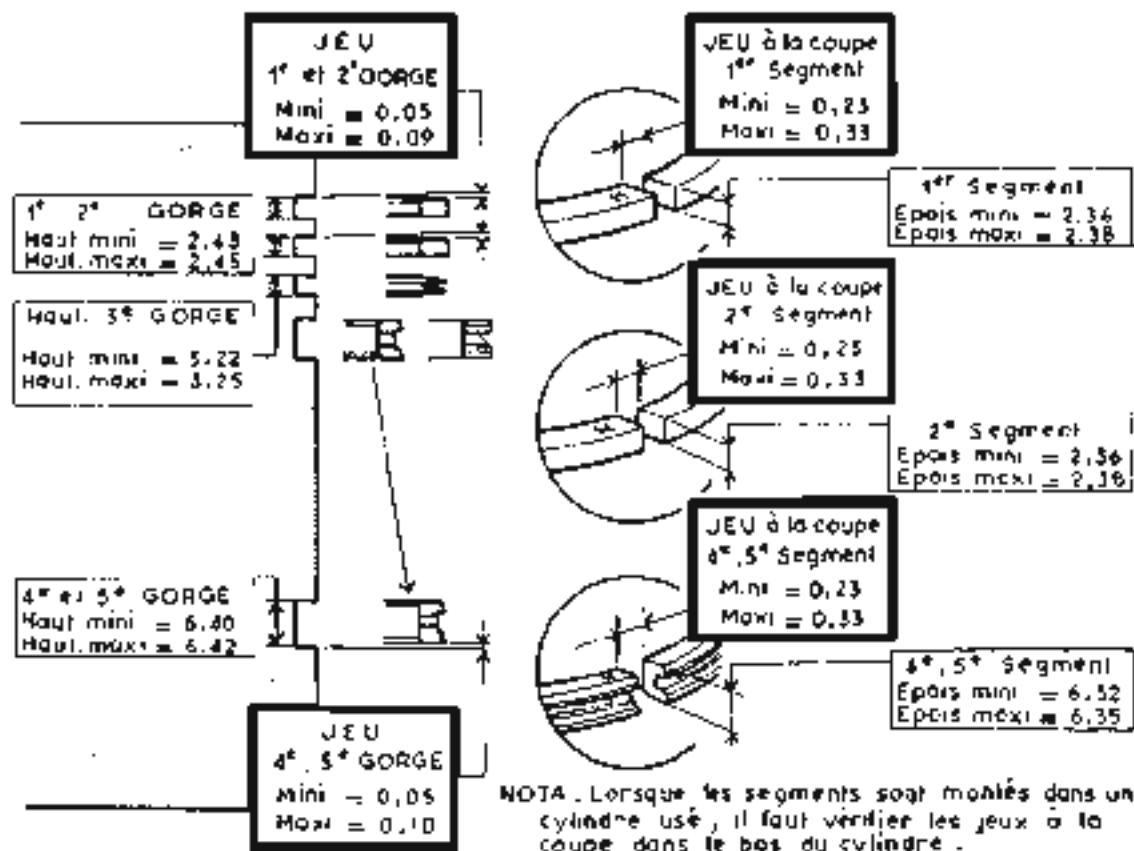 JEU
1e et 2e GORGE
Mini = 0,05
Maxi = 0,09
1e 2e GORGE
Haut mini = 2.43
Haut. maxi = 2.45
Haut. 3e GORGE
Haut mini =
Haut. maxi =
4e et 5e GORGE
Haut mini = 6.40
Haut. maxi = 6.42
JEU
4e, 5e GORGE
Mini = 0,05
Maxi = 0,10
JEU à la coupe
1er Segment
Mini = 0,23
Maxi = 0,33
1er Segment
Epais mini = 2.36
Epais maxi = 2.38
JEU à la coupe
2e Segment
Mini =
Maxi = 0,33
2e Segment
Epais mini = 2.36
Epais maxi = 2.38
JEU à la coupe
4e, 5e Segment
Mini = 0,23
Maxi = 0,33
4e, 5e Segment
Epais mini = 6.32
Epais maxi = 6.35
NOTA. Lorsque les segments sont montés dans un
cylindre usé, il faut vérifier les jeux à la
coupe dans le bas du cylindre.